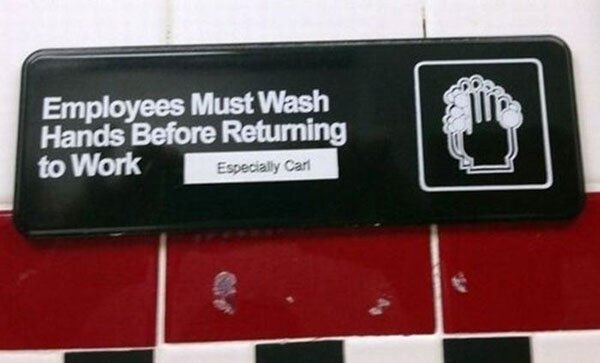 Employees Must Wash
Hands Before Returning
to Work
Especially Carl